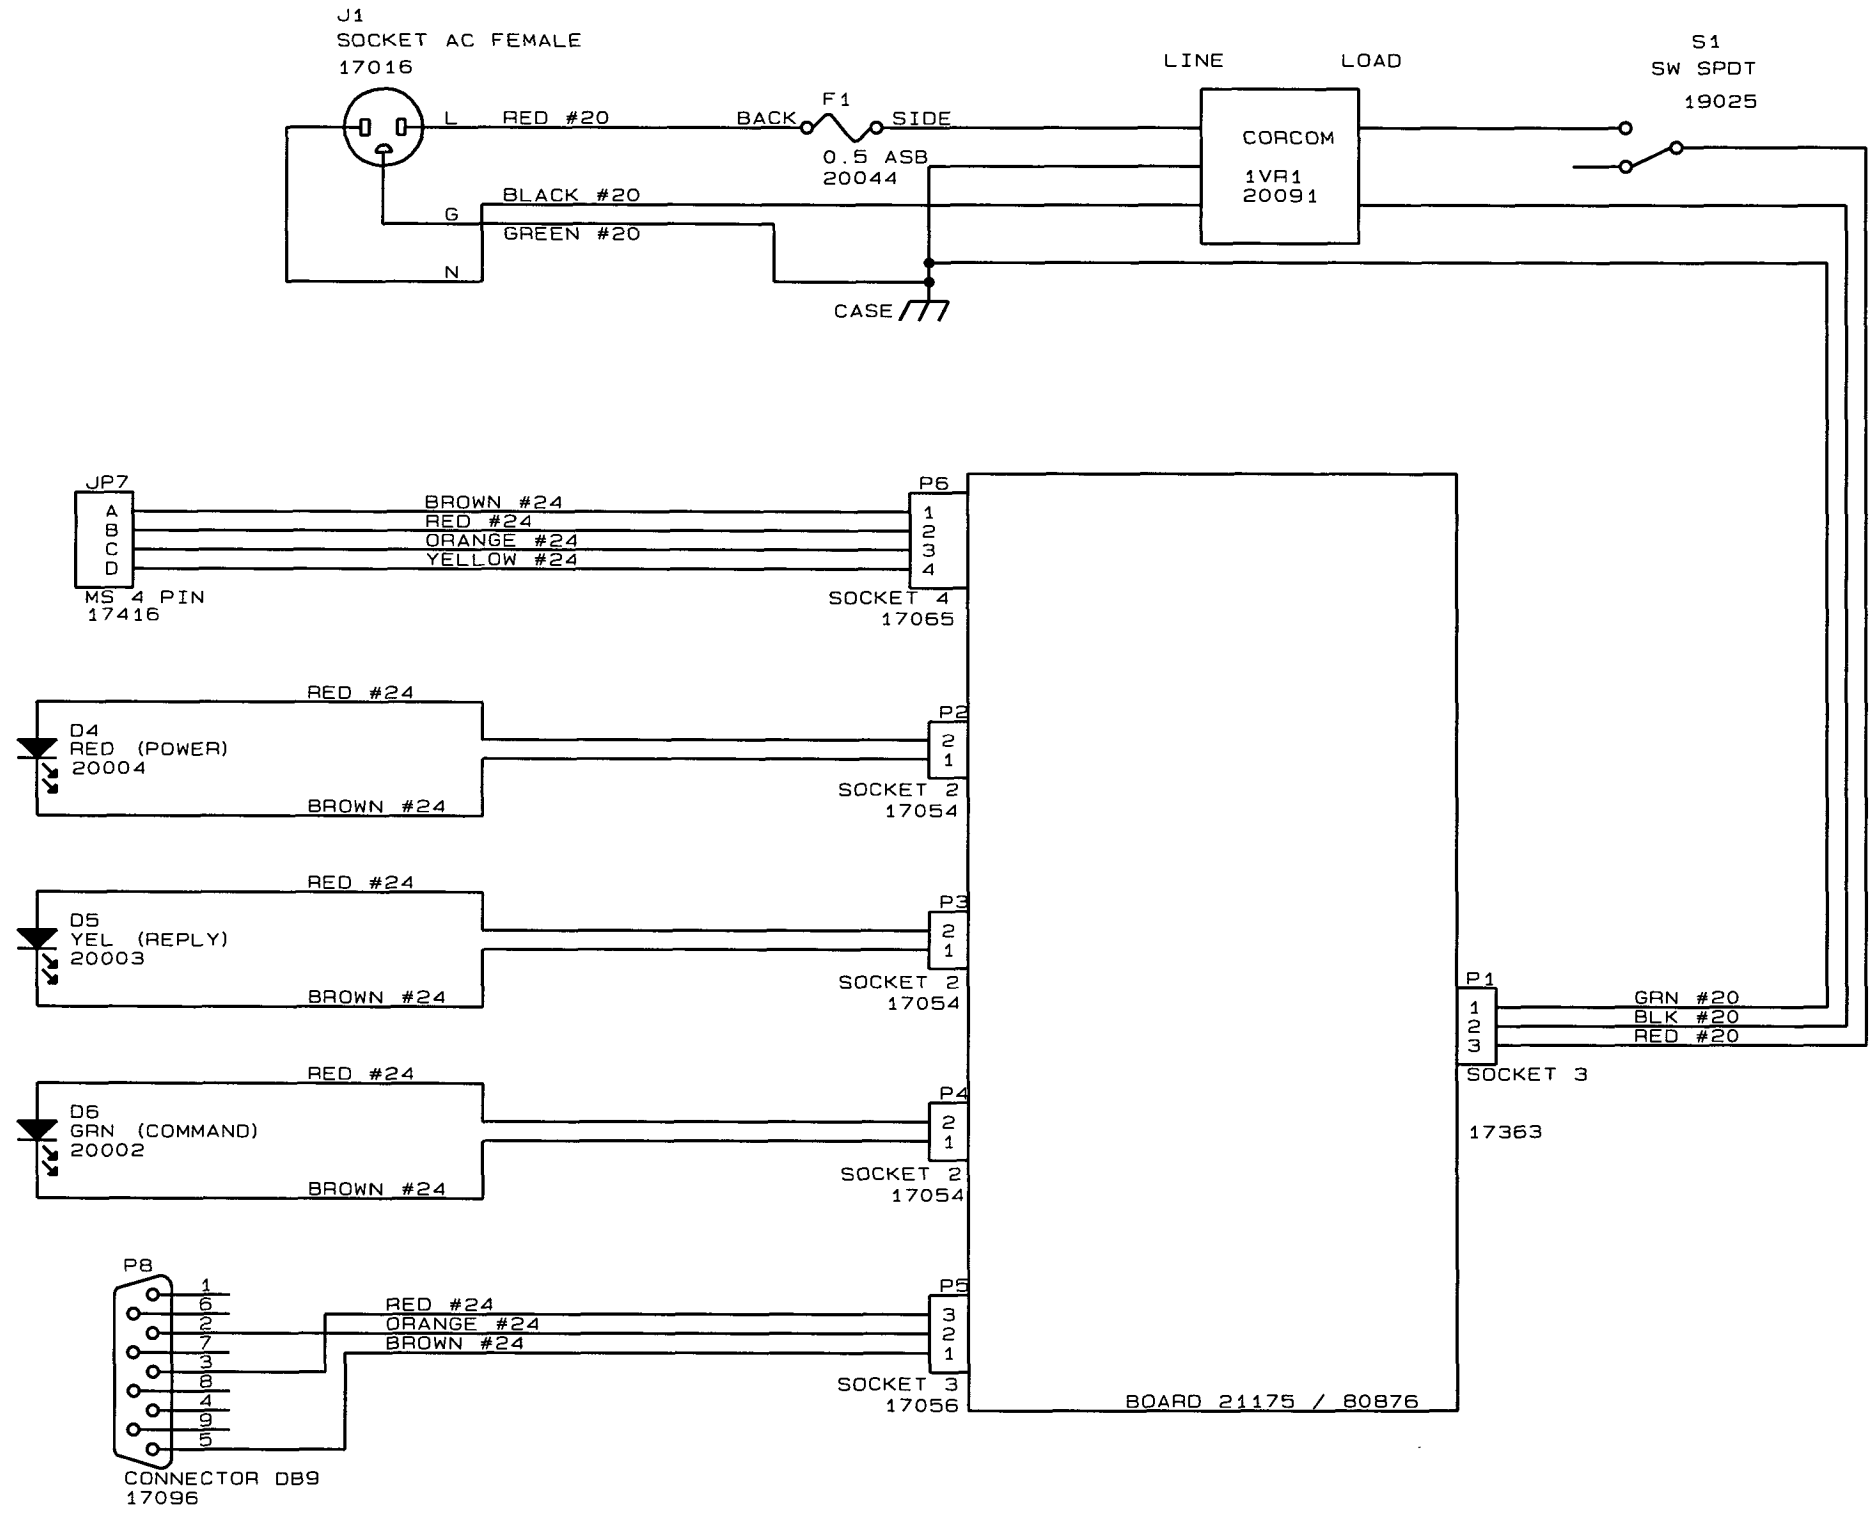 J1
SOCKET AC FEMALE
17016
L
RED #20
BACK
F1
SIDE
0.5 ASB
20044
LINE
LOAD
CORCOM
1VR1
20091
S1
SW SPDT
19025
BLACK #20
G
GREEN #20
N
CASE
JP7
A
B
C
D
MS 4 PIN
17416
BROWN #24
RED #24
ORANGE #24
YELLOW #24
P6
1
2
3
4
SOCKET 4
17065
RED #24
D4
RED (POWER)
20004
BROWN #24
P2
2
1
SOCKET 2
17054
RED #24
D5
YEL (REPLY)
20003
BROWN #24
P3
2
1
SOCKET 2
17054
P1
1
2
3
GRN #20
BLK #20
RED #20
SOCKET 3
17363
RED #24
D6
GRN (COMMAND)
20002
BROWN #24
P4
2
1
SOCKET 2
17054
P8
1
6
2
7
3
8
4
9
5
CONNECTOR DB9
17096
RED #24
ORANGE #24
BROWN #24
P5
3
2
1
SOCKET 3
17056
BOARD 21175 / 80876